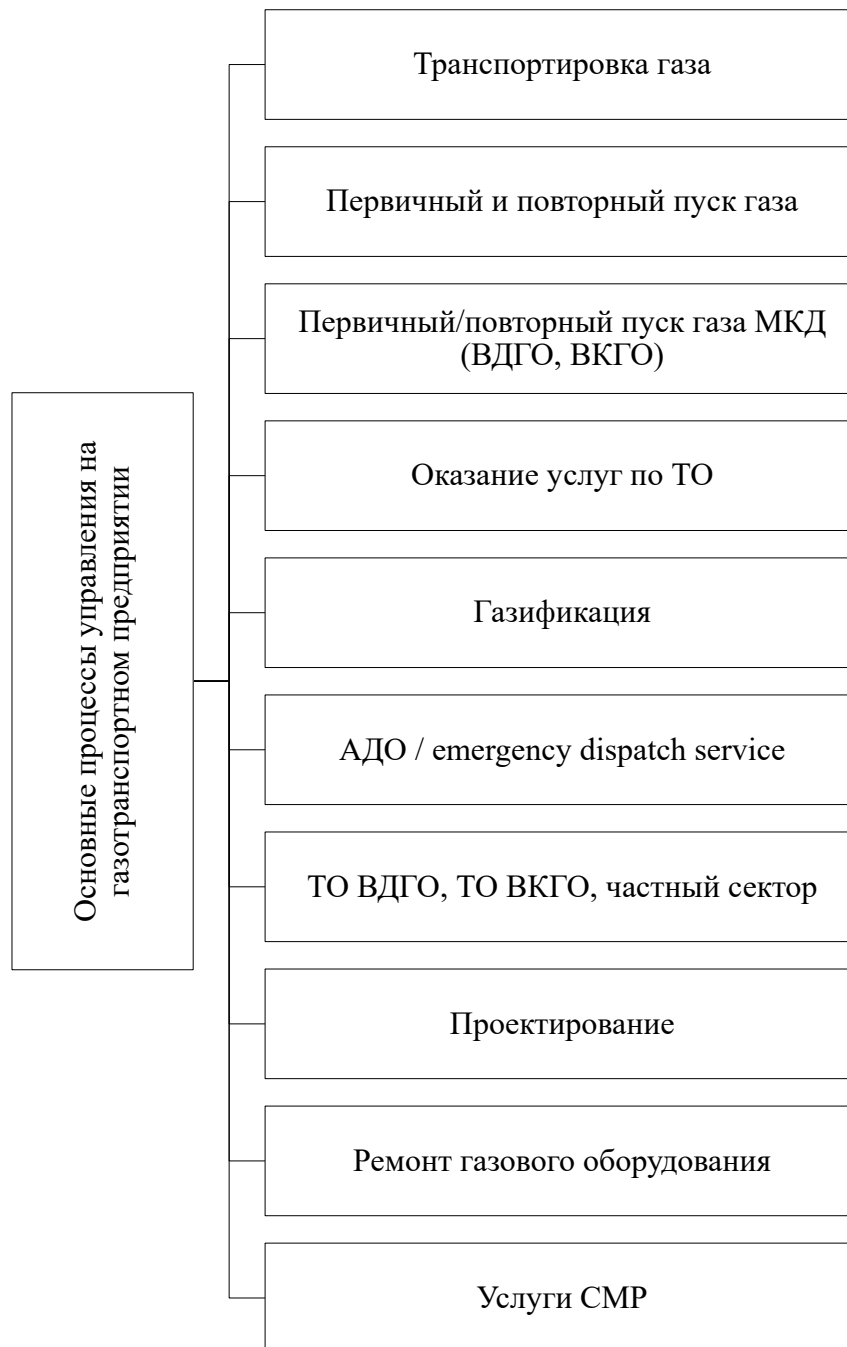 Основные процессы управления на
газотранспортном предприятии
Транспортировка газа
Первичный и повторный пуск газа
Первичный/повторный пуск газа МКД
(ВДГО, ВКГО)
Оказание услуг по ТО
Газификация
АДО / emergency dispatch service
ТО ВДГО, ТО ВКГО, частный сектор
Проектирование
Ремонт газового оборудования
Услуги СМР